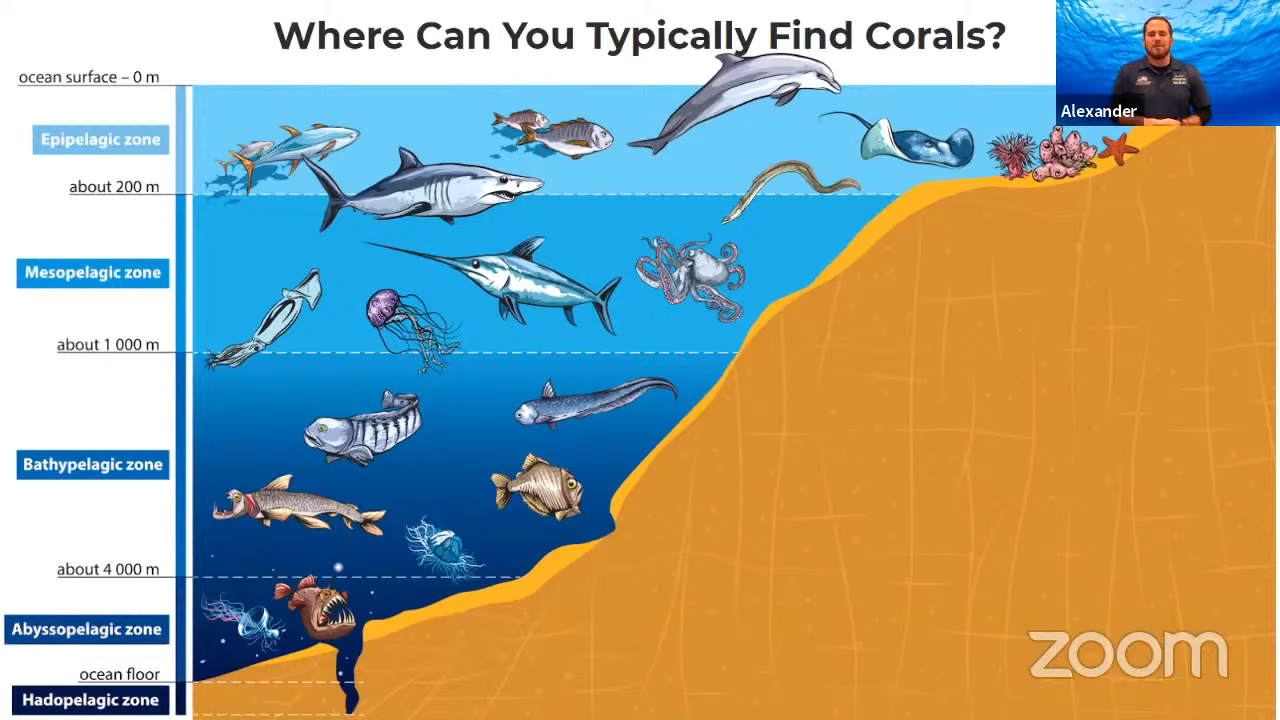 Where Can You Typically Find Corals?
ocean surface – 0 m
Alexander
Epipelagic zone
about 200 m
Mesopelagic zone
about 1 000 m
Bathypelagic zone
about 4 000 m
Abyssopelagic zone
ocean floor
Hadopelagic zone
zoom